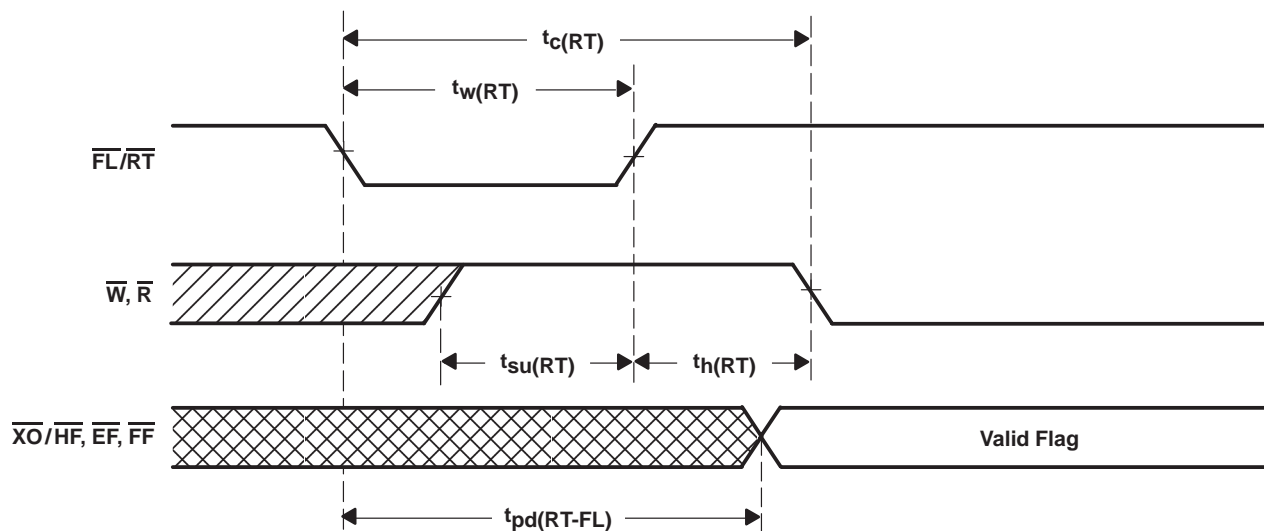 tc(RT)
tw(RT)
FL/RT
W, R
tsu(RT)
th(RT)
XO/HF, EF, FF
Valid Flag
tpd(RT-FL)